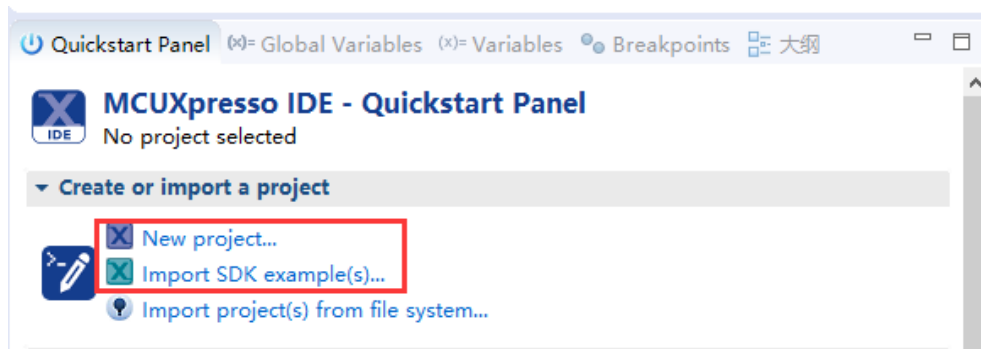 Quickstart Panel (x)= Global Variables (x)= Variables Breakpoints 大纲
MCUXpresso IDE - Quickstart Panel
IDE
No project selected
Create or import a project
New project...
Import SDK example(s)...
Import project(s) from file system...